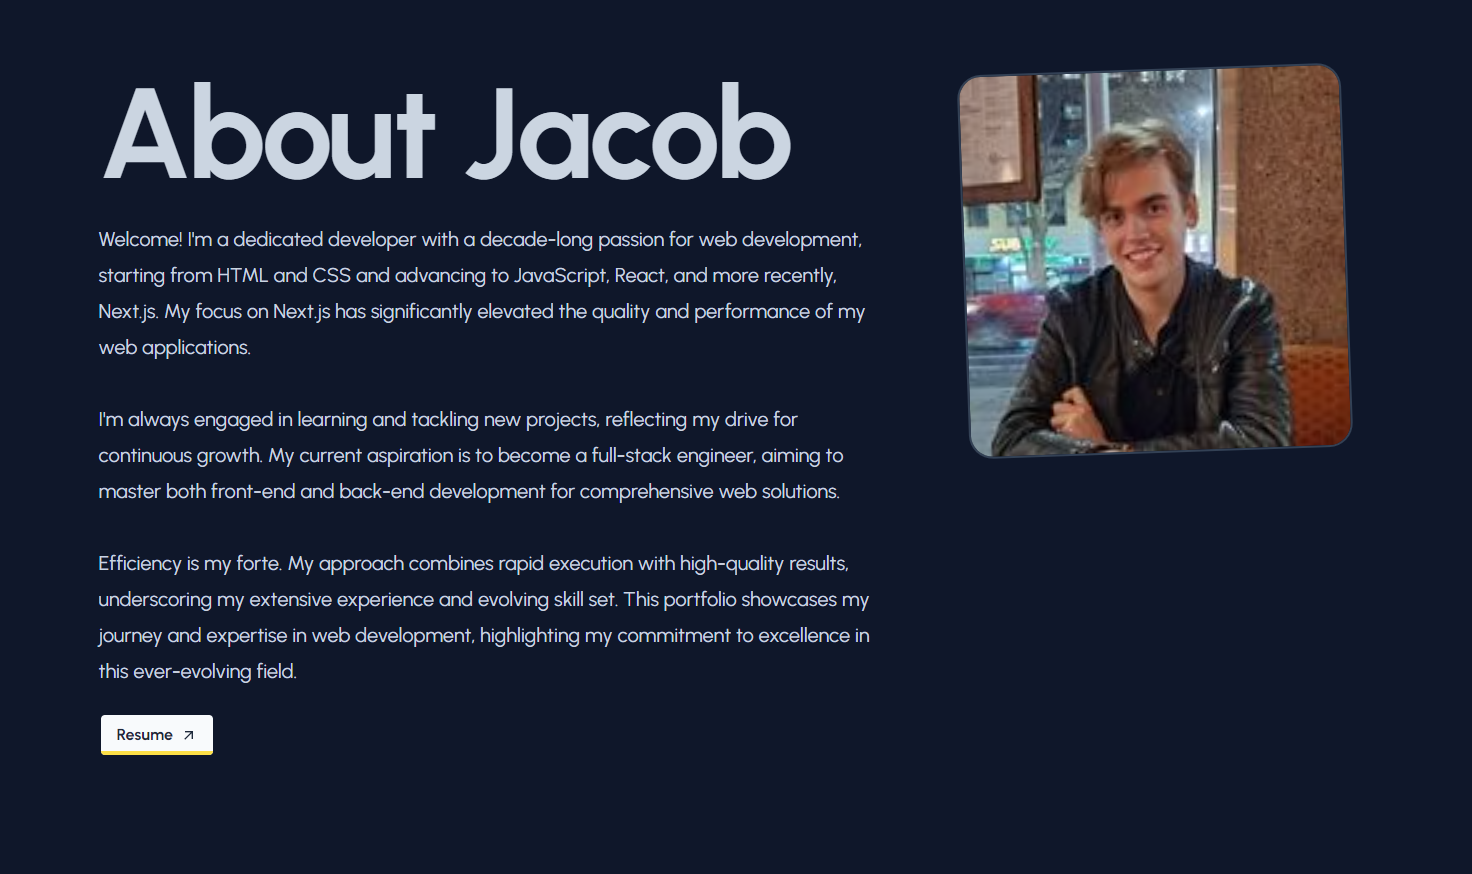 About Jacob
Welcome! I'm a dedicated developer with a decade-long passion for web development,
starting from HTML and CSS and advancing to JavaScript, React, and more recently,
Next.js. My focus on Next.js has significantly elevated the quality and performance of my
web applications.
I'm always engaged in learning and tackling new projects, reflecting my drive for
continuous growth. My current aspiration is to become a full-stack engineer, aiming to
master both front-end and back-end development for comprehensive web solutions.
Efficiency is my forte. My approach combines rapid execution with high-quality results,
underscoring my extensive experience and evolving skill set. This portfolio showcases my
journey and expertise in web development, highlighting my commitment to excellence in
this ever-evolving field.
Resume